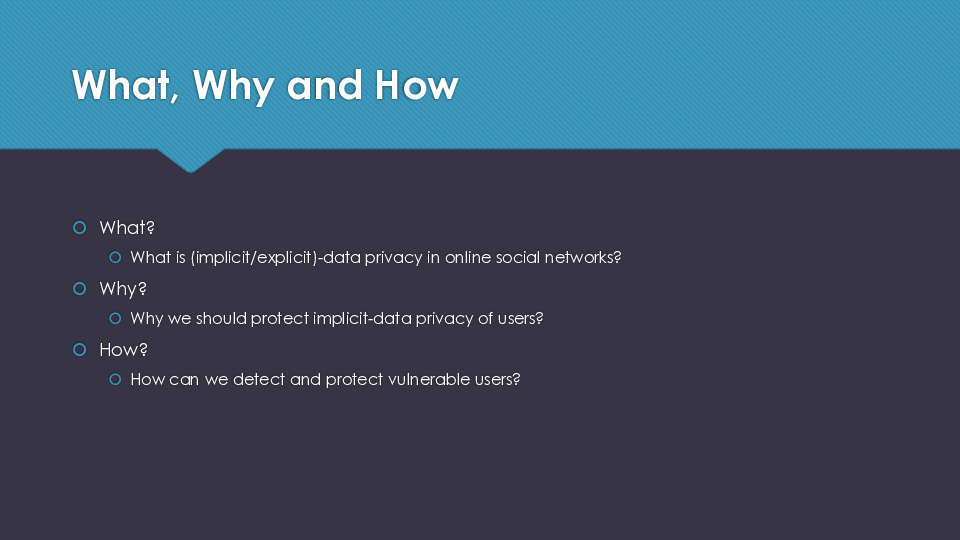 What, Why and How
What?
What is (implicit/explicit)-data privacy in online social networks?
Why?
Why we should protect implicit-data privacy of users?
How?
How can we detect and protect vulnerable users?